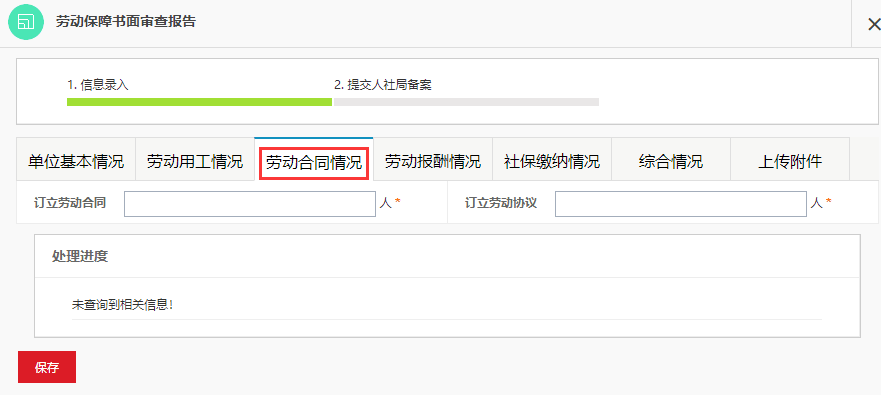 劳动保障书面审查报告
1. 信息录入 2. 提交人社局备案
单位基本情况 劳动用工情况 劳动合同情况 劳动报酬情况 社保缴纳情况 综合情况 上传附件
订立劳动合同 人 * 订立劳动协议 人 *
处理进度
未查询到相关信息！
保存